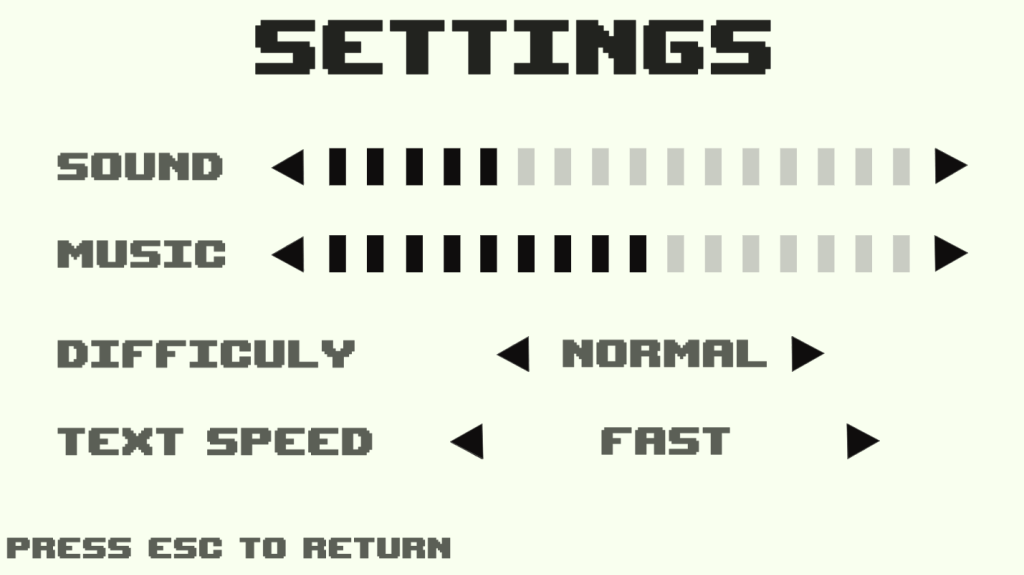 SETTINGS
SOUND
MUSIC
DIFFICULY NORMAL
TEXT SPEED FAST
PRESS ESC TO RETURN